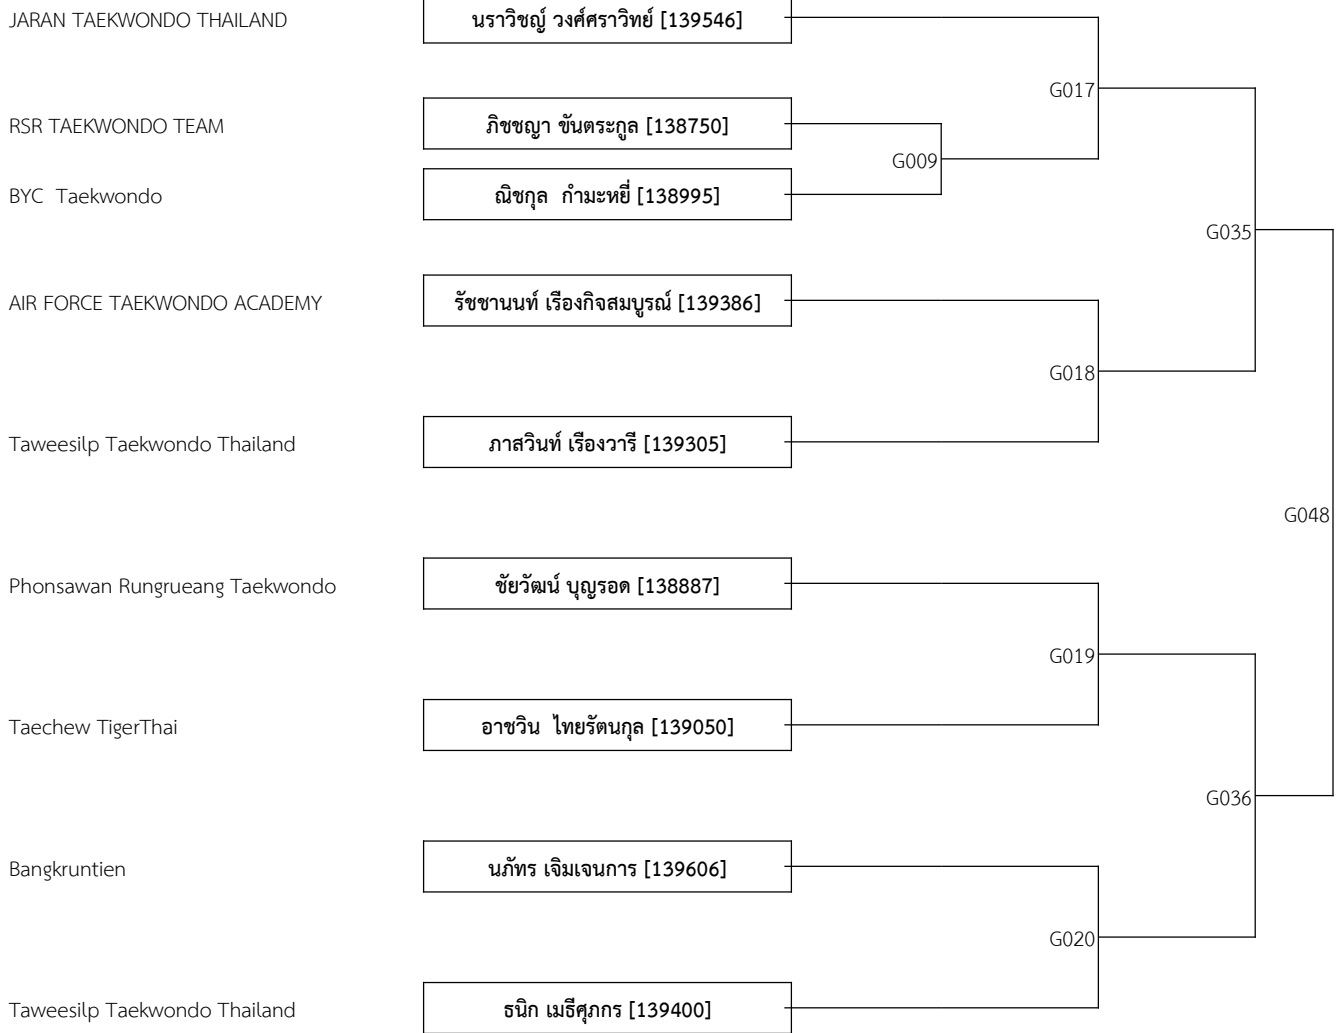 JARAN TAEKWONDO THAILAND นราวิชญ์ วงศ์ศราวิทย์ [139546]
G017
RSR TAEKWONDO TEAM ภิชชญา ขันตระกูล [138750]
G009
BYC  Taekwondo ณิชกุล  กำมะหยี่ [138995]
G035
AIR FORCE TAEKWONDO ACADEMY รัชชานนท์ เรืองกิจสมบูรณ์ [139386]
G018
Taweesilp Taekwondo Thailand ภาสวินท์ เรืองวารี [139305]
G048
Phonsawan Rungrueang Taekwondo ชัยวัฒน์ บุญรอด [138887]
G019
Taechew TigerThai อาชวิน  ไทยรัตนกุล [139050]
G036
Bangkruntien นภัทร เจิมเจนการ [139606]
G020
Taweesilp Taekwondo Thailand ธนิก เมธีศุภกร [139400]